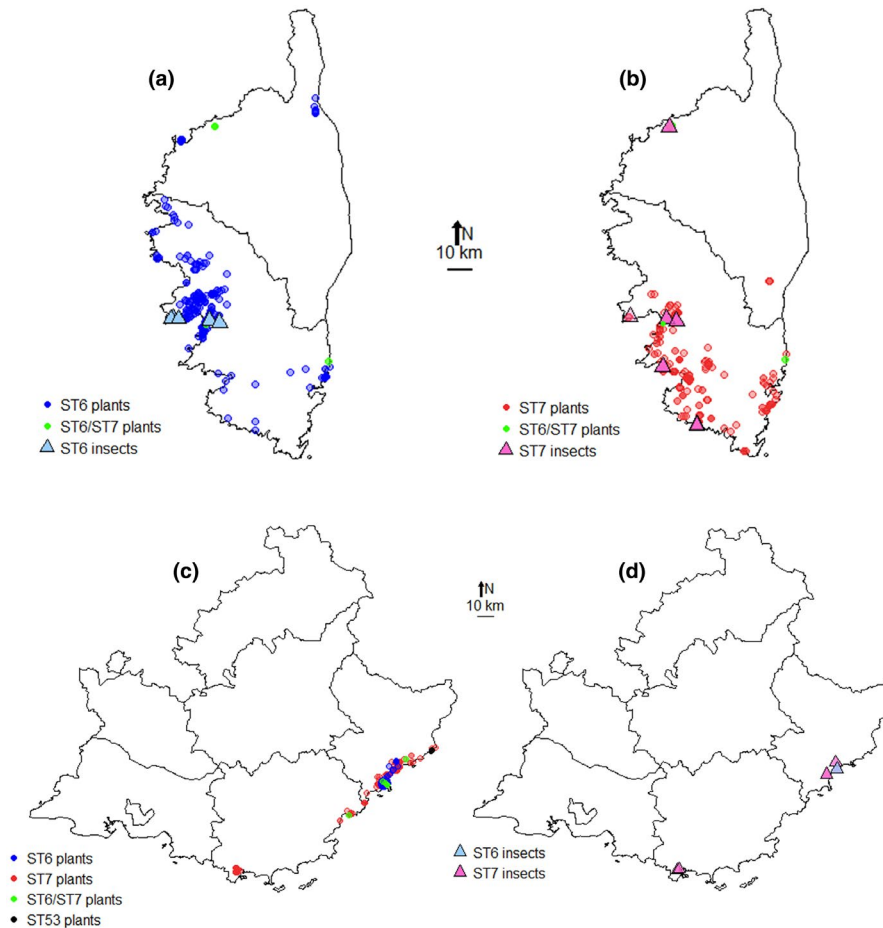 (a)
(b)
N
10 km
ST6 plants
ST6/ST7 plants
ST6 insects
ST7 plants
ST6/ST7 plants
ST7 insects
(c)
(d)
N
10 km
ST6 plants
ST7 plants
ST6/ST7 plants
ST53 plants
ST6 insects
ST7 insects